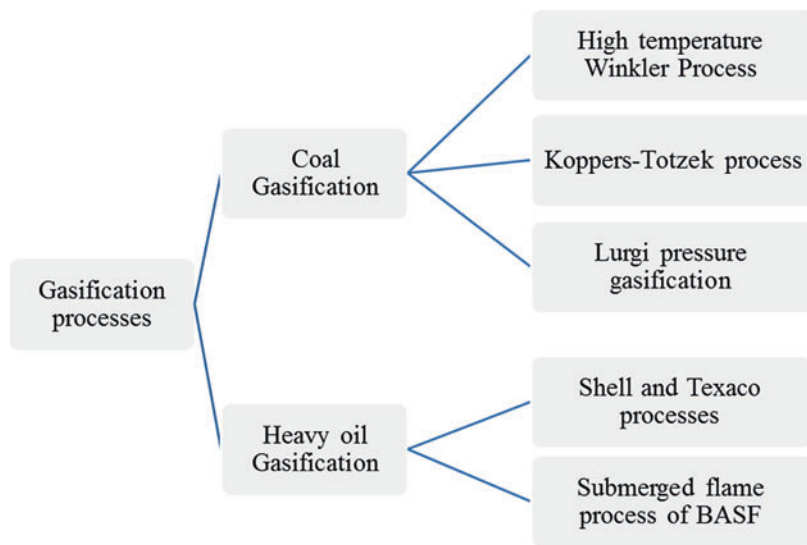 Gasification
processes
Coal
Gasification
High temperature
Winkler Process
Koppers-Totzek process
Lurgi pressure
gasification
Heavy oil
Gasification
Shell and Texaco
processes
Submerged flame
process of BASF